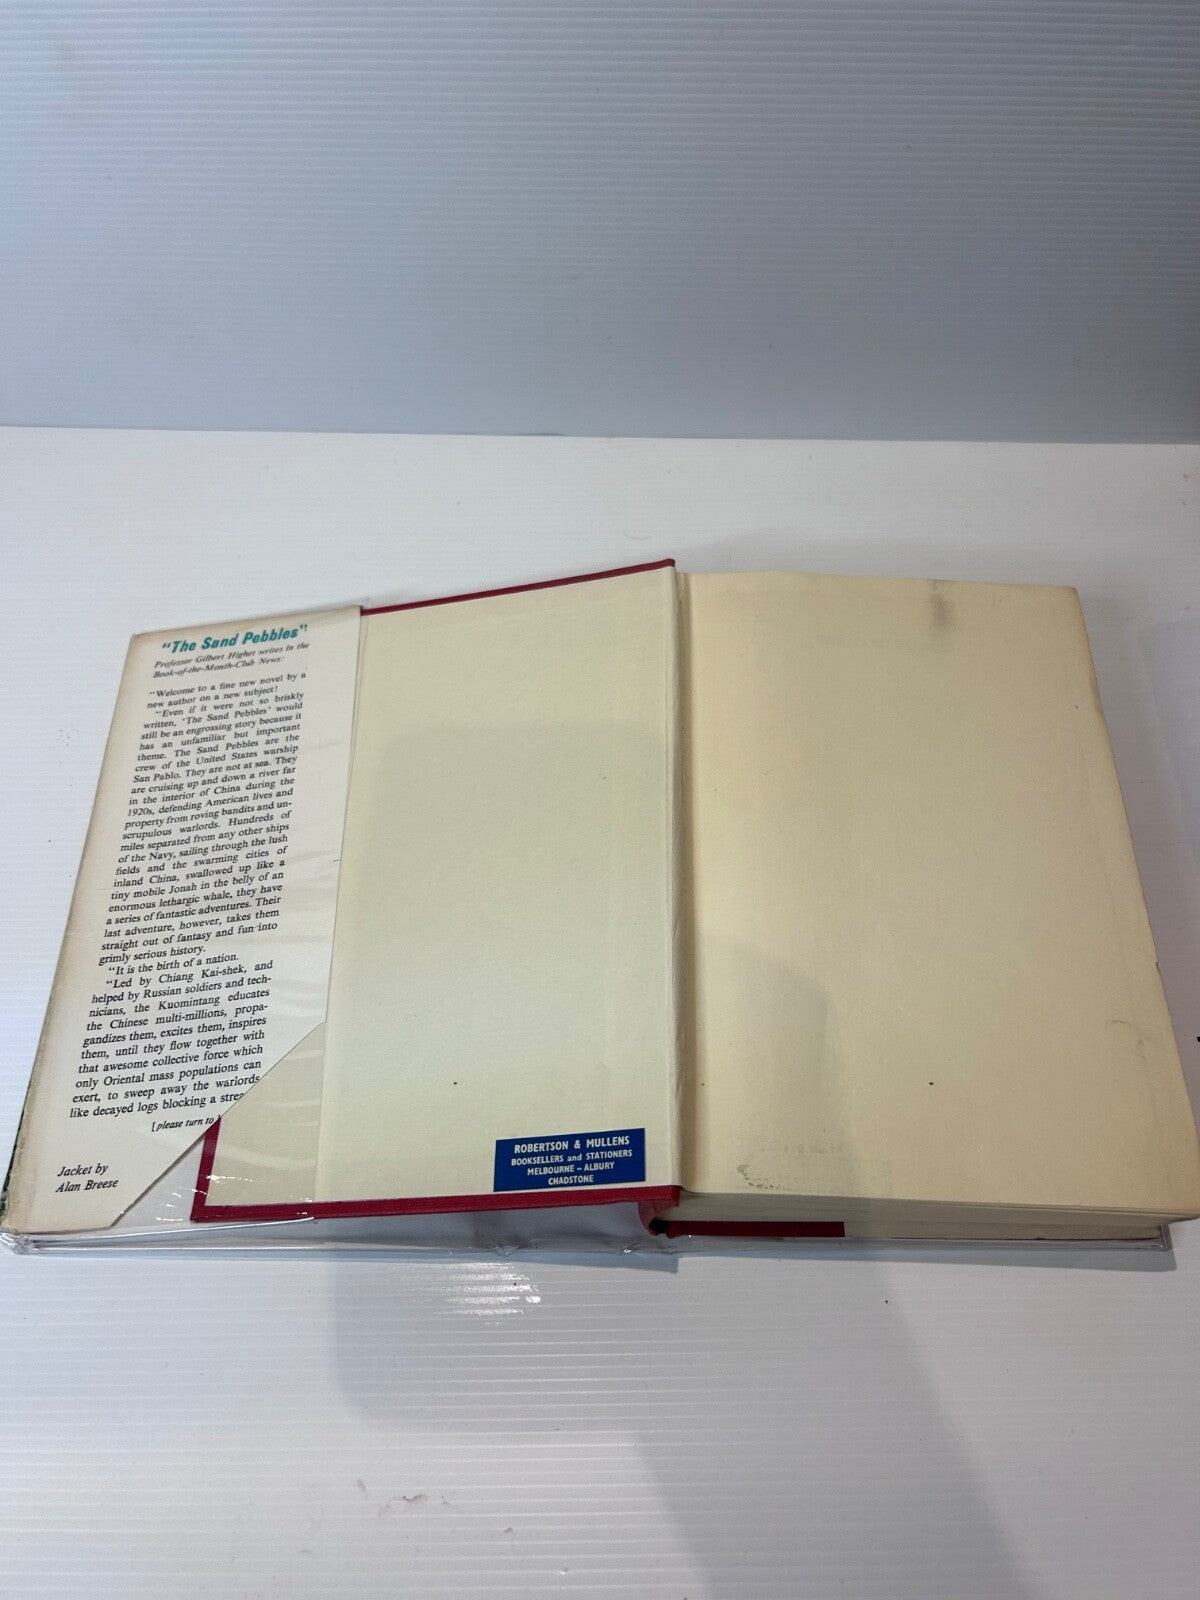 "The Sand Pebbles"
Professor Gilbert Highet writes in the
Book-of-the-Month-Club News:
"Welcome to a fine new novel by a
new author on a new subject!
"Even if it were not so briskly
written, 'The Sand Pebbles' would
still be an engrossing story because it
has an unfamiliar but important
theme. The Sand Pebbles are the
crew of the United States warship
San Pablo. They are not at sea. They
are cruising up and down a river far
in the interior of China during the
1920s, defending American lives and
property from roving bandits and un-
scrupulous warlords. Hundreds of
miles separated from any other ships
of the Navy, sailing through the lush
fields and the swarming cities of
inland China, swallowed up like a
tiny mobile Jonah in the belly of an
enormous lethargic whale, they have
a series of fantastic adventures. Their
last adventure, however, takes them
straight out of fantasy and fun into
grimly serious history.
"It is the birth of a nation.
"Led by Chiang Kai-shek, and
helped by Russian soldiers and tech-
nicians, the Kuomintang educates
the Chinese multi-millions, propa-
gandizes them, excites them, inspires
them, until they flow together with
that awesome collective force which
only Oriental mass populations can
exert, to sweep away the warlords
like decayed logs blocking a
[please turn to
Jacket by
Alan Breese
ROBERTSON & MULLENS
BOOKSELLERS and STATIONERS
MELBOURNE – ALBURY
CHADSTONE